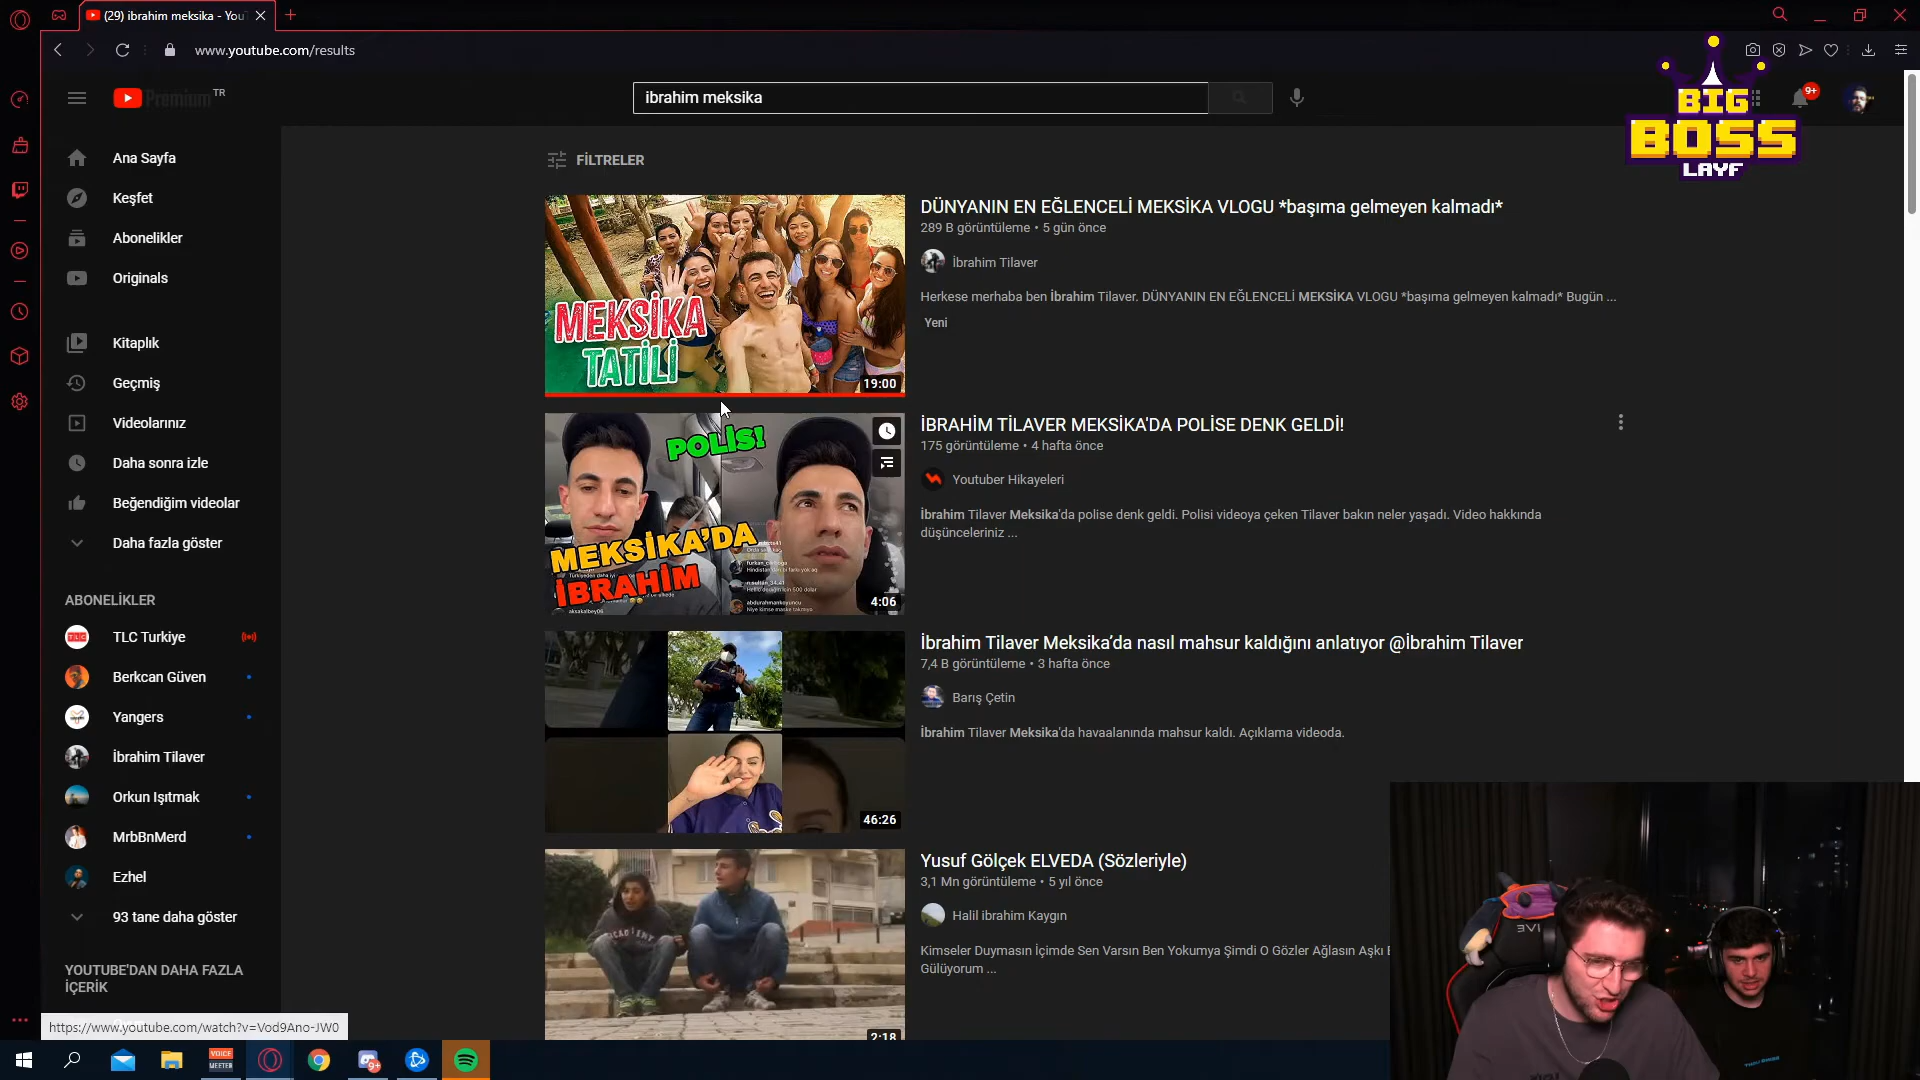 (29) ibrahim meksika - You
www.youtube.com/results
Premium TR
ibrahim meksika
9+
BIG
BOSS
LAYF
Ana Sayfa
Keşfet
Abonelikler
Originals
Kitaplık
Geçmiş
Videolarınız
Daha sonra izle
Beğendiğim videolar
Daha fazla göster
ABONELİKLER
TLC
TLC Turkiye
Berkcan Güven
Yangers
İbrahim Tilaver
Orkun Işıtmak
MrbBnMerd
Ezhel
93 tane daha göster
YOUTUBE'DAN DAHA FAZLA
İÇERİK
https://www.youtube.com/watch?v=Vod9Ano-JW0
FİLTRELER
MEKSİKA
TATİLİ
19:00
DÜNYANIN EN EĞLENCELİ MEKSİKA VLOGU *başıma gelmeyen kalmadı*
289 B görüntüleme • 5 gün önce
İbrahim Tilaver
Herkese merhaba ben İbrahim Tilaver. DÜNYANIN EN EĞLENCELİ MEKSİKA VLOGU *başıma gelmeyen kalmadı* Bugün ...
Yeni
POLİS!
MEKSİKA'DA
İBRAHİM
4:06
İBRAHİM TİLAVER MEKSİKA'DA POLİSE DENK GELDİ!
175 görüntüleme • 4 hafta önce
Youtuber Hikayeleri
İbrahim Tilaver Meksika'da polise denk geldi. Polisi videoya çeken Tilaver bakın neler yaşadı. Video hakkında
düşünceleriniz ...
46:26
İbrahim Tilaver Meksika'da nasıl mahsur kaldığını anlatıyor @İbrahim Tilaver
7,4 B görüntüleme • 3 hafta önce
Barış Çetin
İbrahim Tilaver Meksika'da havaalanında mahsur kaldı. Açıklama videoda.
2:18
Yusuf Gölçek ELVEDA (Sözleriyle)
3,1 Mn görüntüleme • 5 yıl önce
Halil ibrahim Kaygın
Kimseler Duymasın İçimde Sen Varsın Ben Yokumya Şimdi O Gözler Ağlasın Aşkı
Gülüyorum ...
VOICE
MEETER
9+